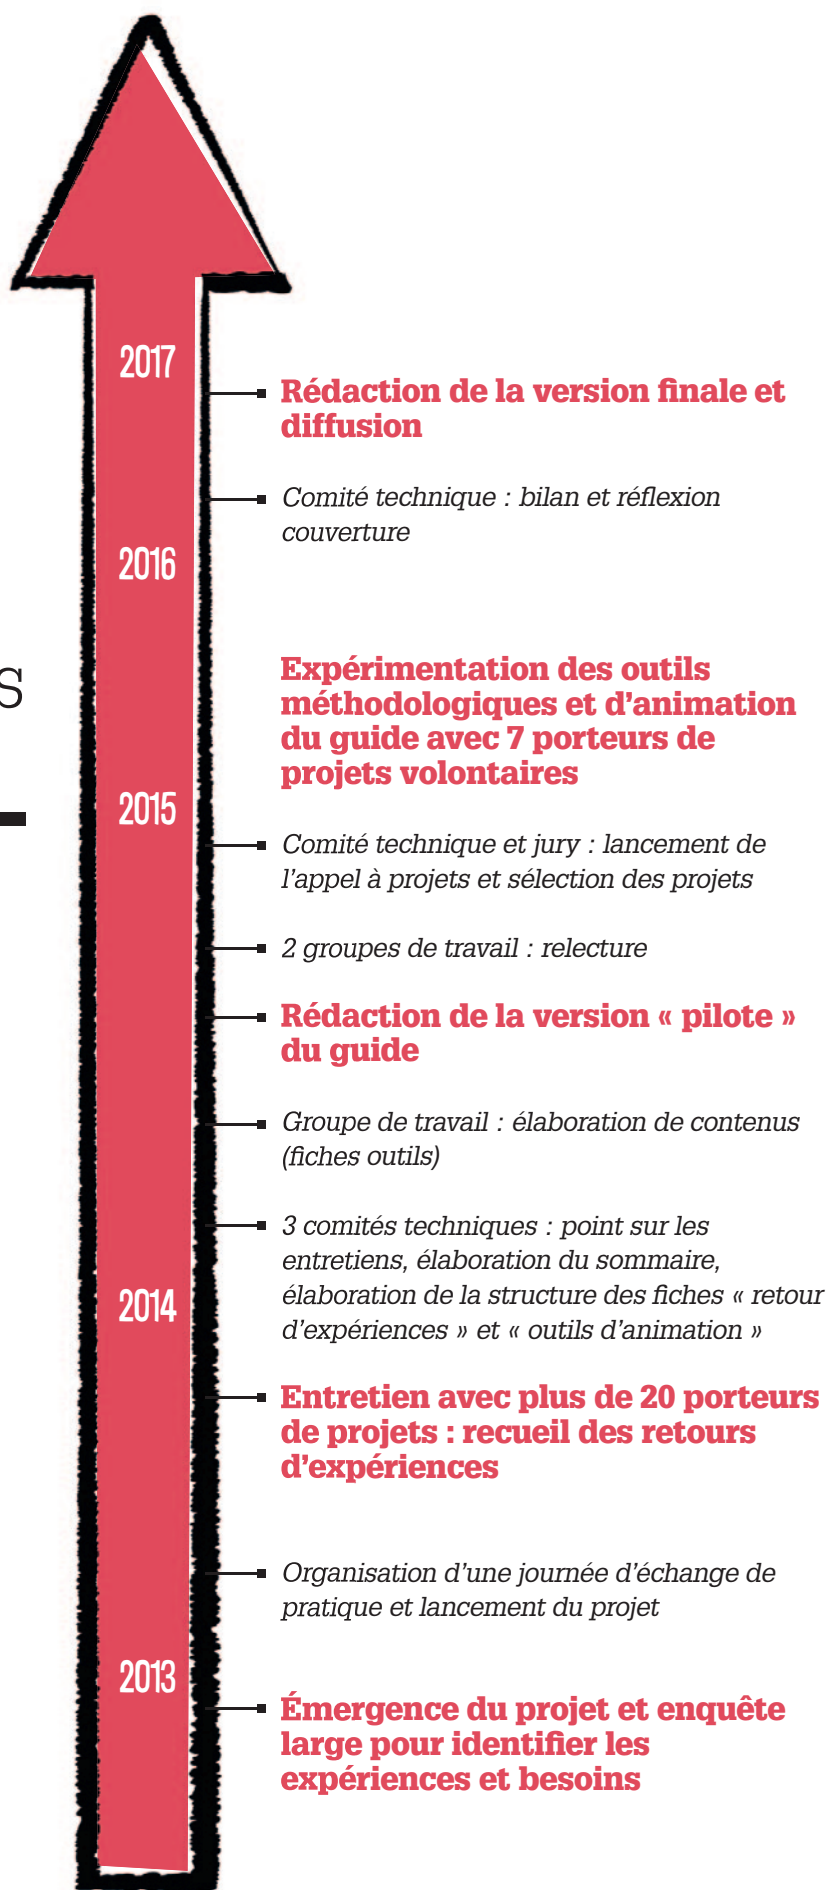 2017
Rédaction de la version finale et
diffusion
Comité technique : bilan et réflexion
couverture
2016
Expérimentation des outils
méthodologiques et d’animation
du guide avec 7 porteurs de
projets volontaires
S
2015
Comité technique et jury : lancement de
l’appel à projets et sélection des projets
2 groupes de travail : relecture
Rédaction de la version « pilote »
du guide
Groupe de travail : élaboration de contenus
(fiches outils)
3 comités techniques : point sur les
entretiens, élaboration du sommaire,
élaboration de la structure des fiches « retour
d’expériences » et « outils d’animation »
2014
Entretien avec plus de 20 porteurs
de projets : recueil des retours
d’expériences
Organisation d’une journée d’échange de
pratique et lancement du projet
2013
Émergence du projet et enquête
large pour identifier les
expériences et besoins